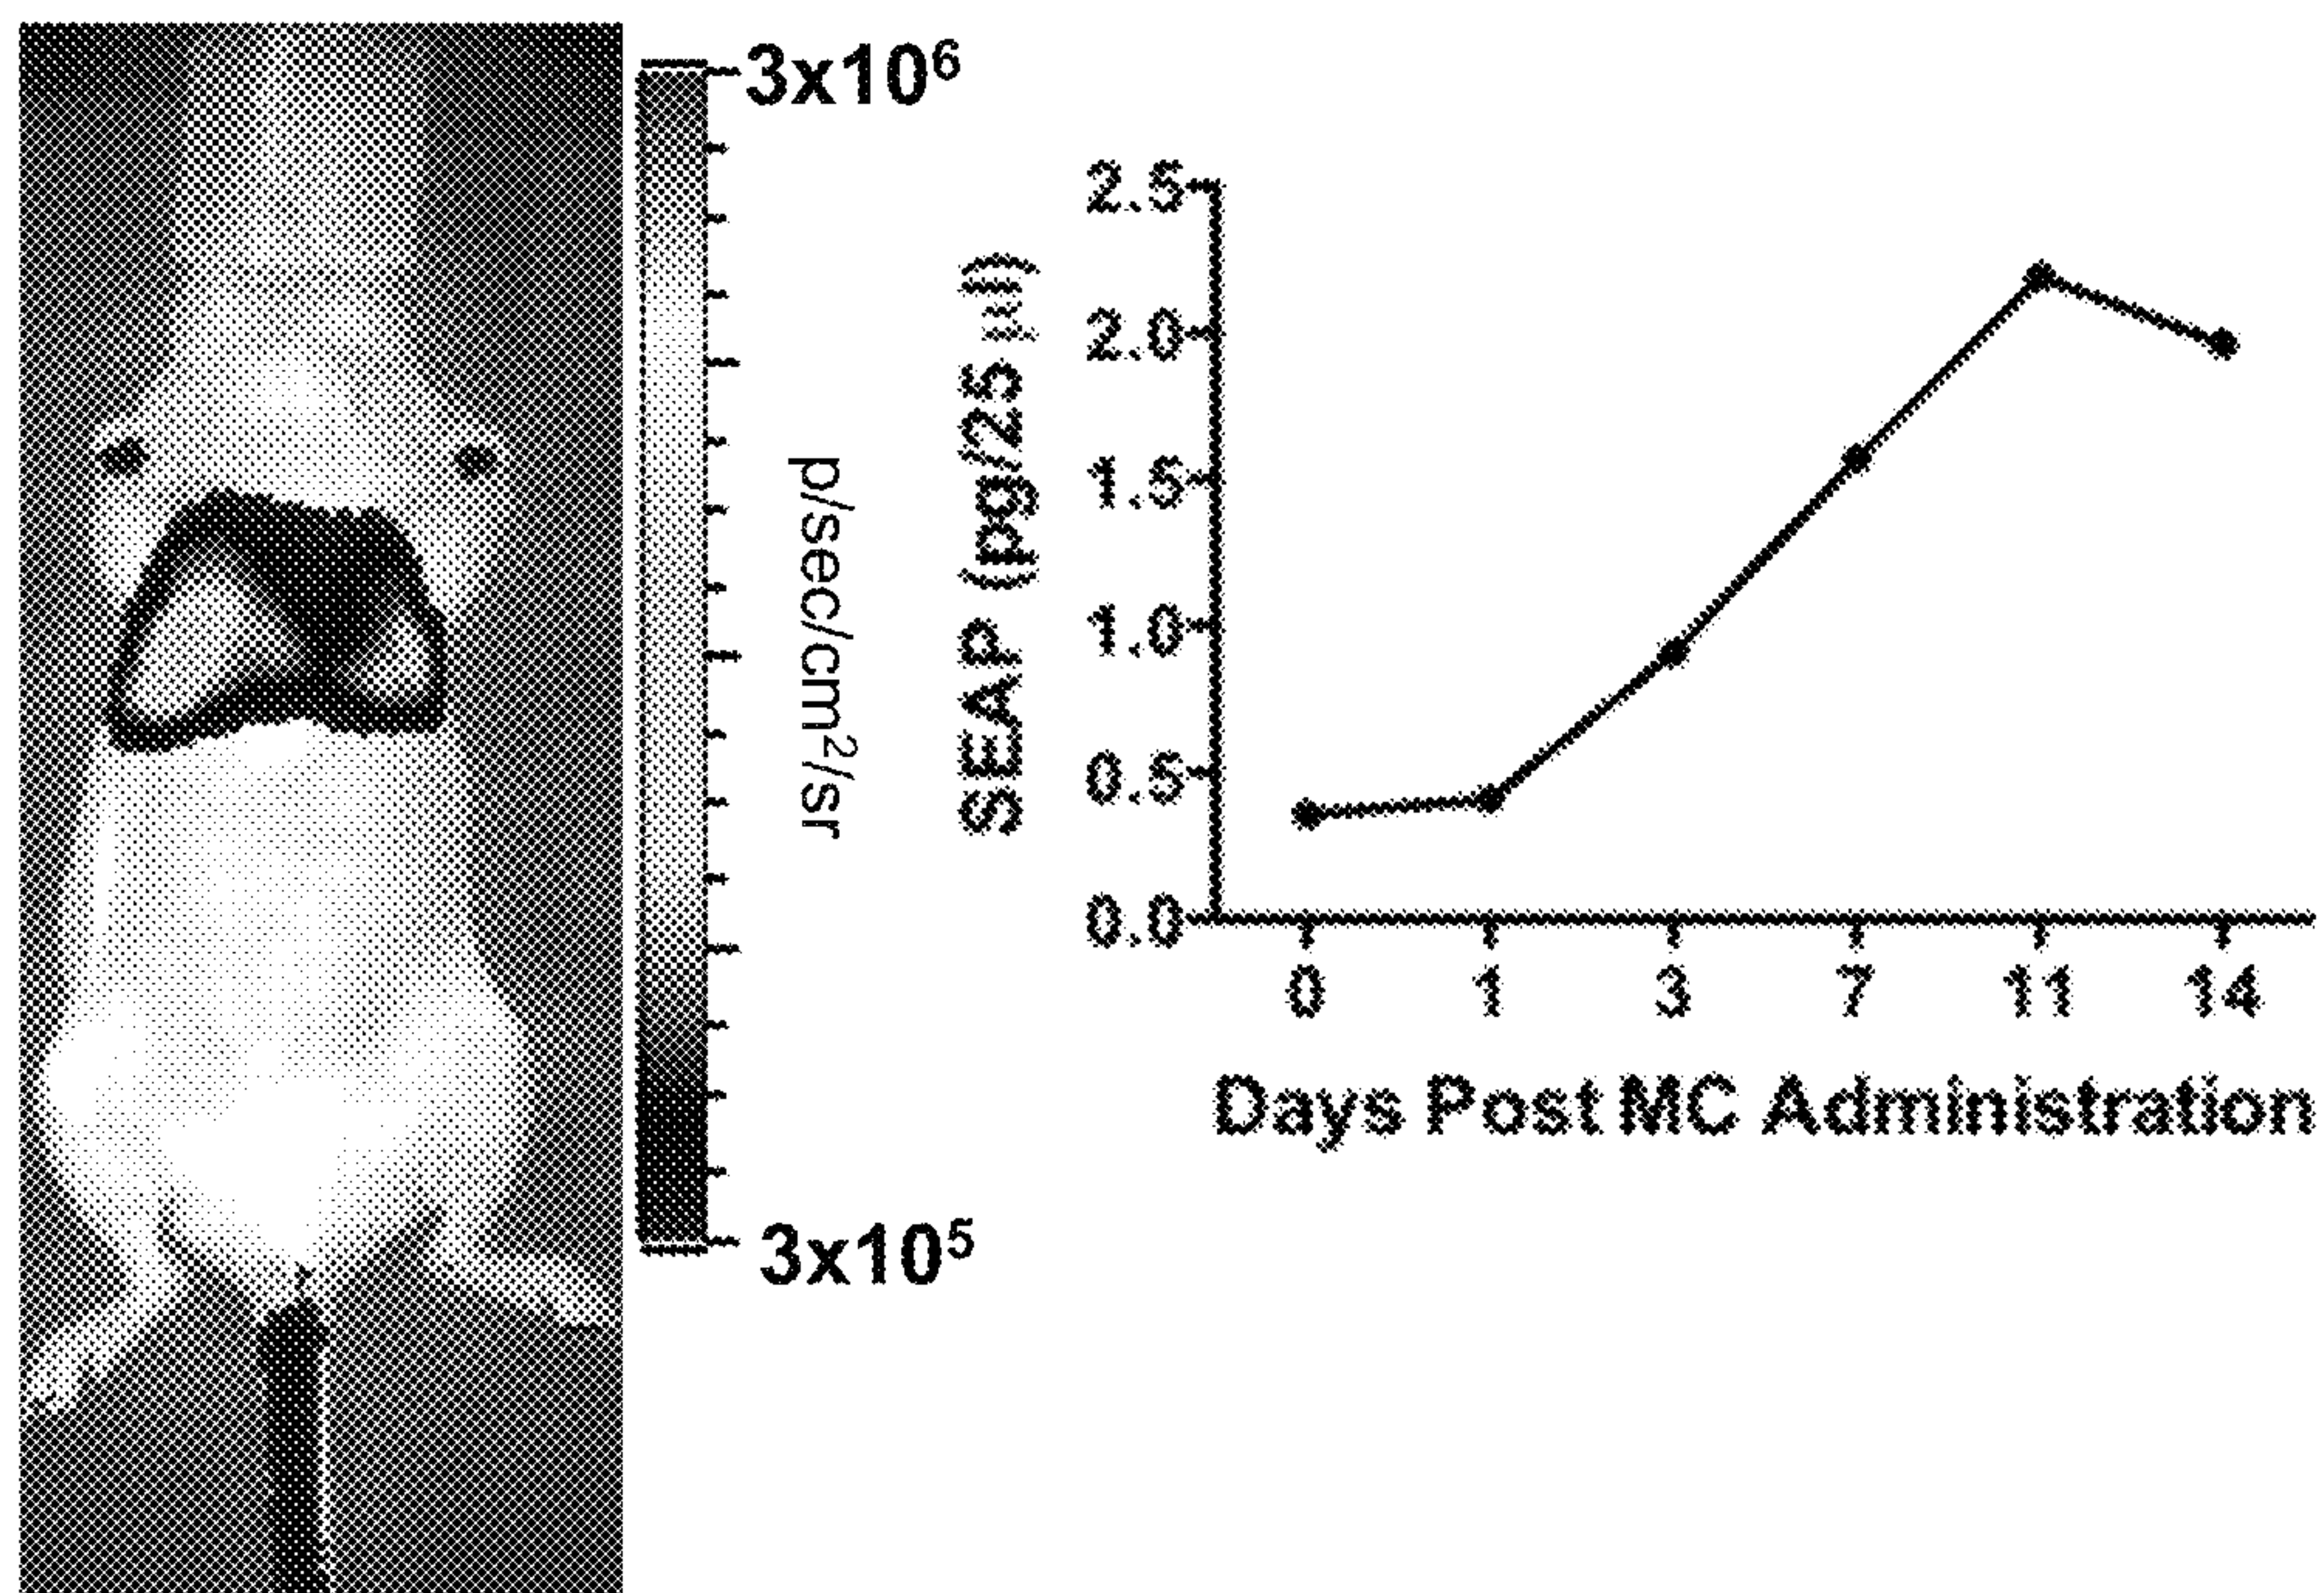 3x10⁶
p/sec/cm²/sr
3x10⁵
SEAP (pg/25 µl)
2.5
2.0
1.5
1.0
0.5
0.0
0 1 3 7 11 14
Days Post MC Administration